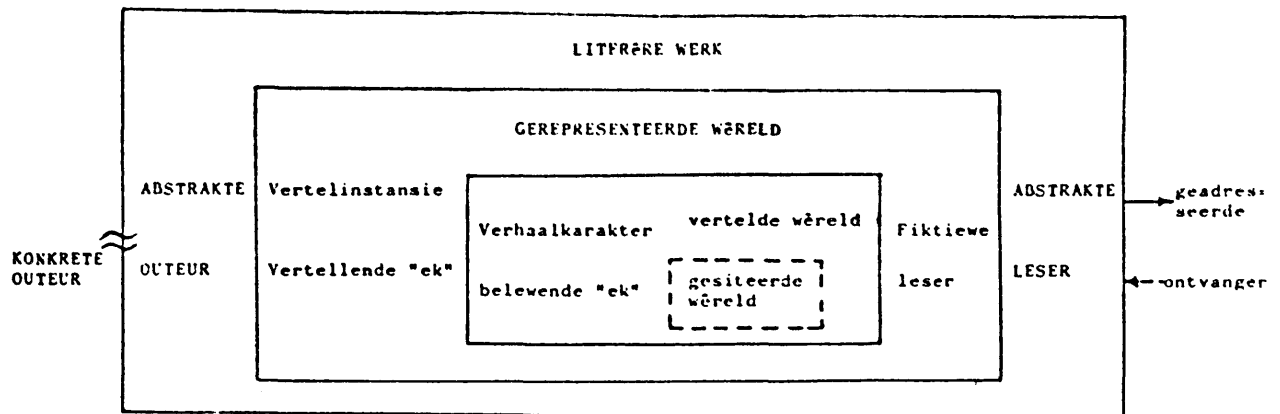 LITERêRE WERK
GEREPRESENTEERDE WêRELD
ABSTRAKTE Vertelinstansie ABSTRAKTE geadres=
seerde
Verhaalkarakter vertelde wêreld Fiktiewe
KONKRETE
OUTEUR
OUTEUR Vertellende "ek" LESER
belewende "ek" gesiteerde
wêreld
leser
ontvanger